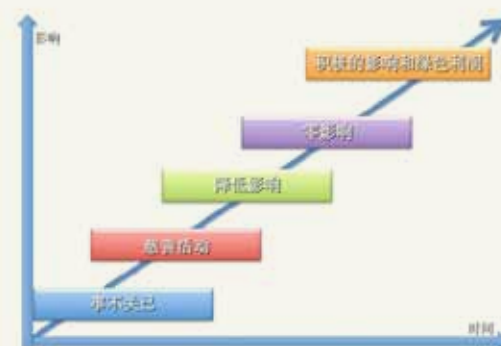 影响
积极的影响和绿色利润
零影响
降低影响
慈善活动
事不关己
时间